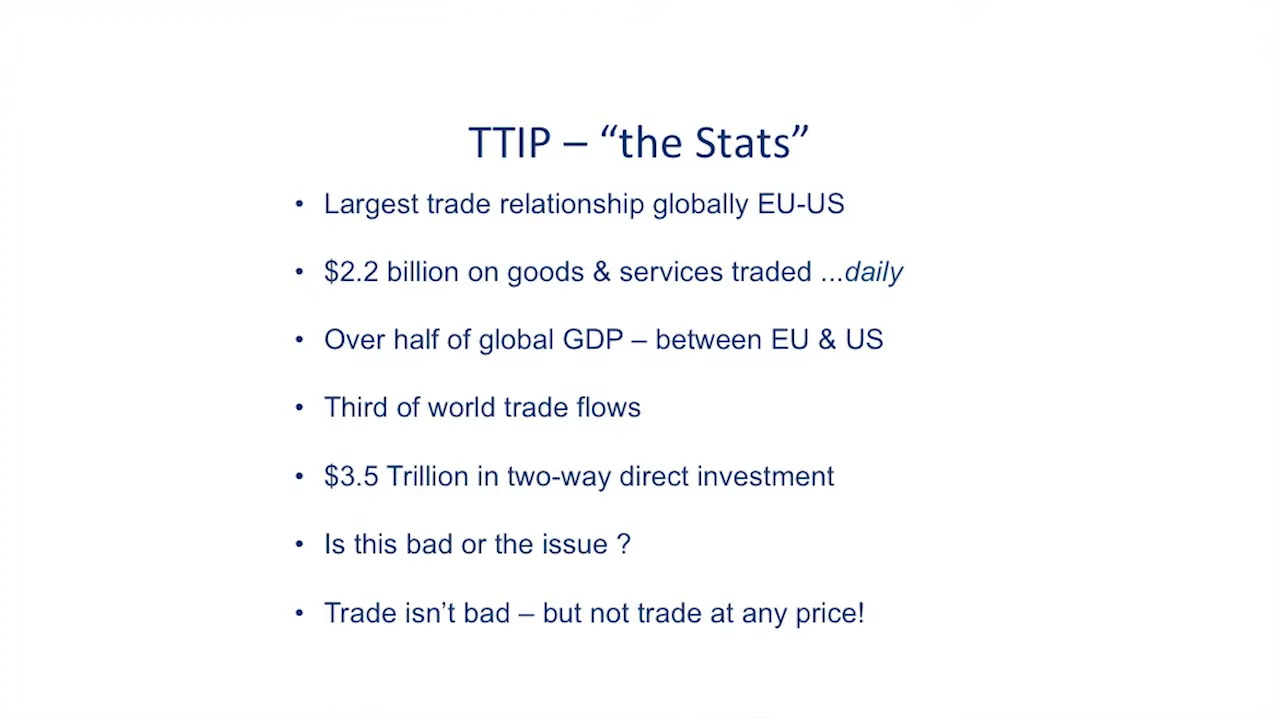 TTIP – “the Stats”
• Largest trade relationship globally EU-US
• $2.2 billion on goods & services traded ...daily
• Over half of global GDP – between EU & US
• Third of world trade flows
• $3.5 Trillion in two-way direct investment
• Is this bad or the issue ?
• Trade isn’t bad – but not trade at any price!